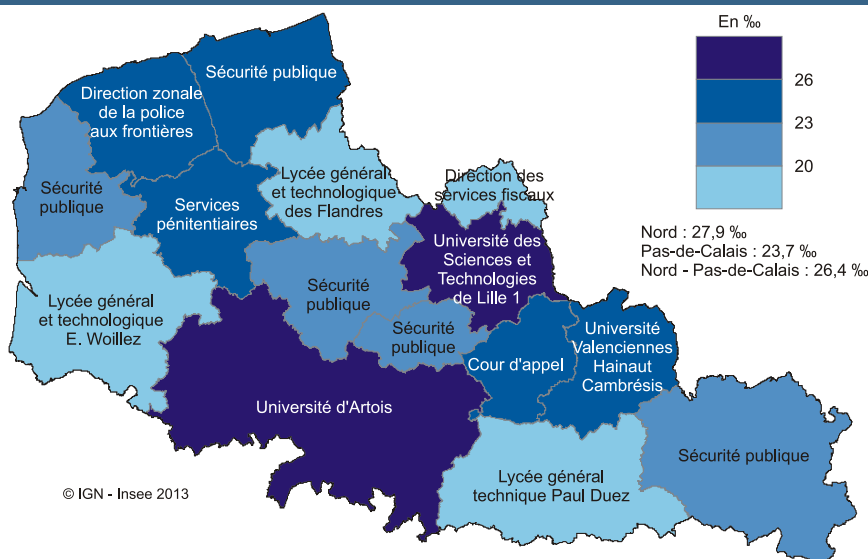 En ‰
26
23
20
Nord : 27,9 ‰
Pas-de-Calais : 23,7 ‰
Nord - Pas-de-Calais : 26,4 ‰
Sécurité publique
Direction zonale
de la police
aux frontières
Lycée général
et technologique
des Flandres
Direction des
services fiscaux
Sécurité
publique
Services
pénitentiaires
Université des
Sciences et
Technologies
de Lille 1
Sécurité
publique
Lycée général
et technologique
E. Woillez
Sécurité
publique
Université
Valenciennes
Hainaut
Cambrésis
Cour d'appel
Université d'Artois
Sécurité publique
Lycée général
technique Paul Duez
© IGN - Insee 2013